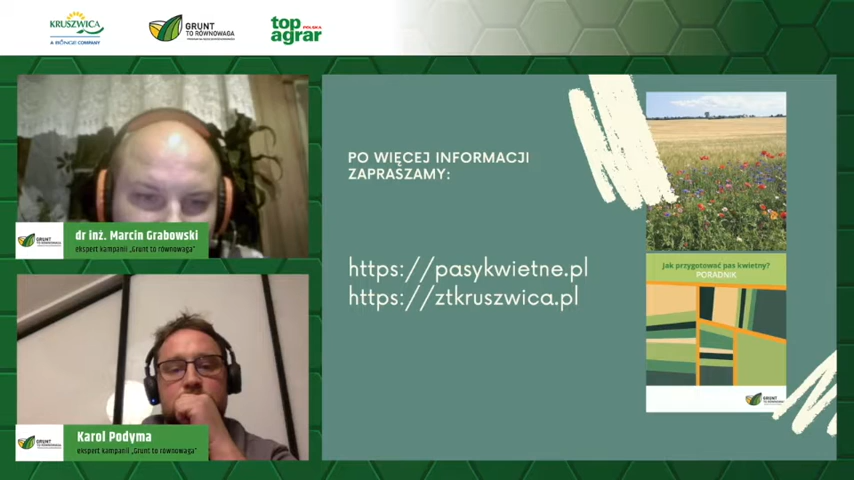 KRUSZWICA
A BUNGE COMPANY
GRUNT
TO RÓWNOWAGA
top
agrar
POLSKA
PO WIĘCEJ INFORMACJI
ZAPRASZAMY:
https://pasykwietne.pl
https://ztkruszwica.pl
Jak przygotować pas kwietny?
PORADNIK
GRUNT
TO RÓWNOWAGA
dr inż. Marcin Grabowski
ekspert kampanii „Grunt to równowaga"
GRUNT
TO RÓWNOWAGA
Karol Podyma
ekspert kampanii „Grunt to równowaga"
GRUNT
TO RÓWNOWAGA